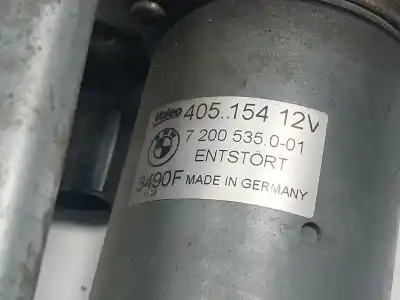 Valeo 405..154 12V
7 200 535.0-01
ENTSTÖRT
3490F MADE IN GERMANY